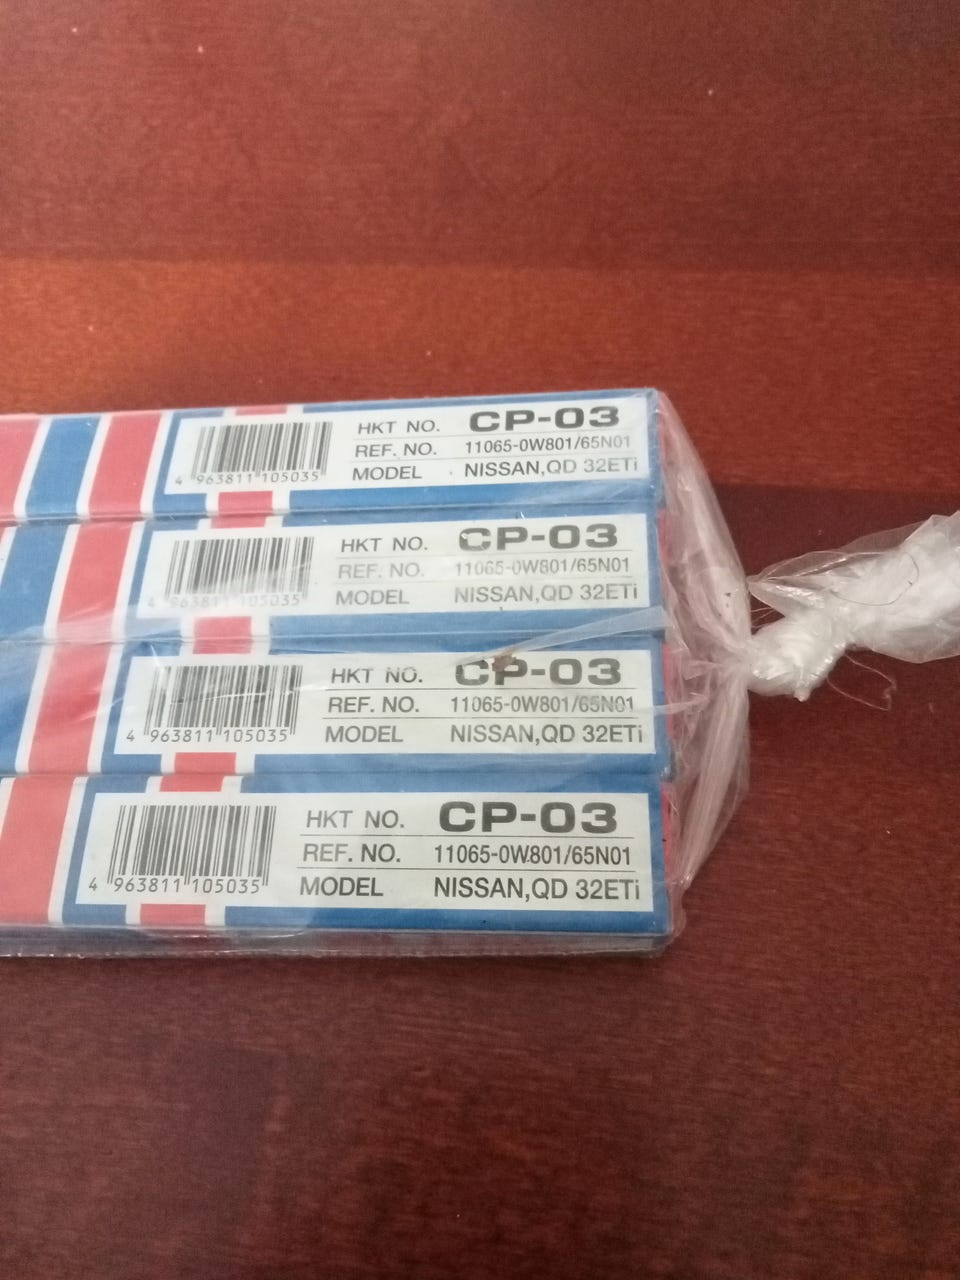 HKT NO. CP-03
REF. NO. 11065-0W801/65N01
MODEL NISSAN,QD 32ETi
4 963811 105035
HKT NO. CP-03
REF. NO. 11065-0W801/65N01
MODEL NISSAN,QD 32ETi
4 963811 105035
HKT NO. CP-03
REF. NO. 11065-0W801/65N01
MODEL NISSAN,QD 32ETi
4 963811 105035
HKT NO. CP-03
REF. NO. 11065-0W801/65N01
MODEL NISSAN,QD 32ETi
4 963811 105035